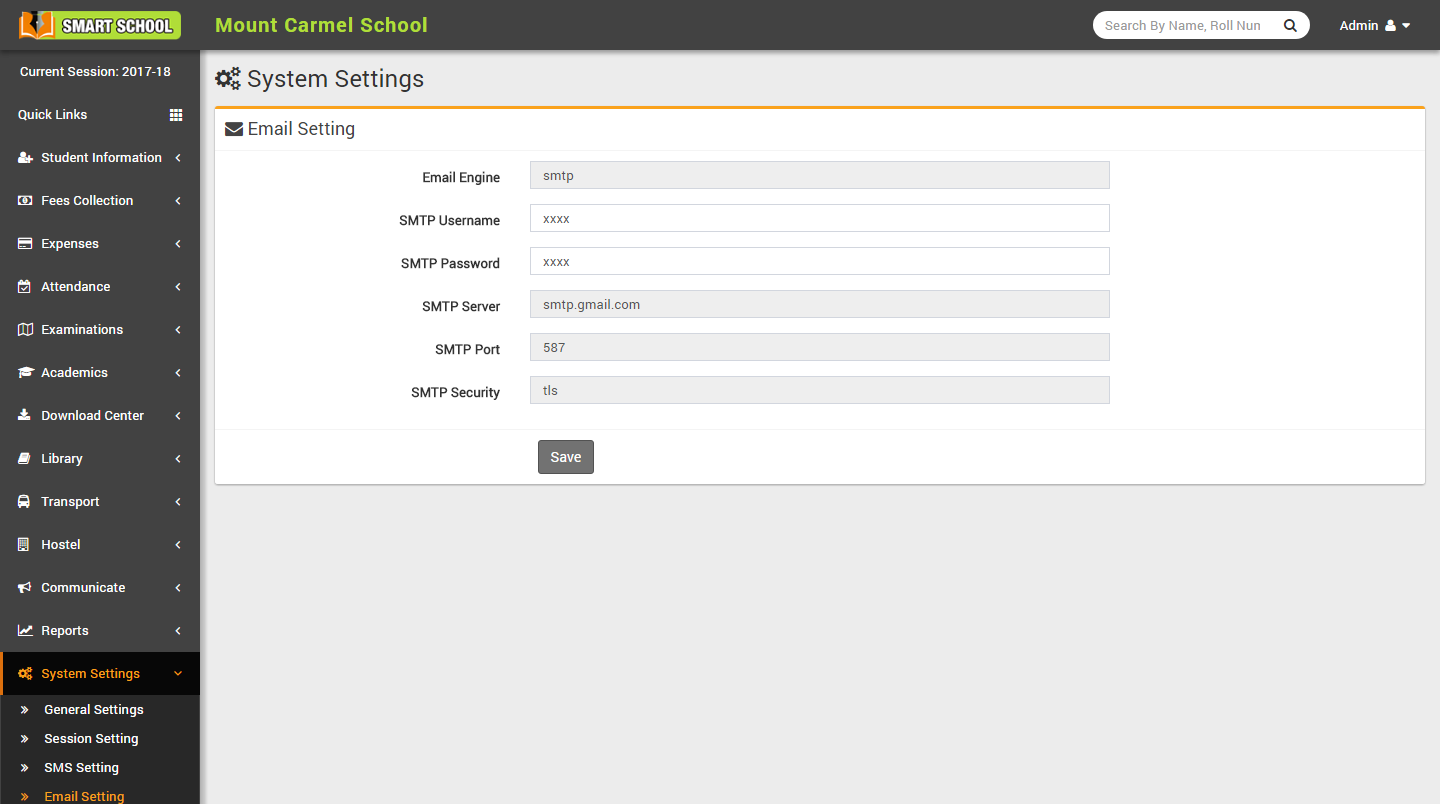 SMART SCHOOL
Mount Carmel School
Search By Name, Roll Nun
Admin
Current Session: 2017-18
Quick Links
Student Information
Fees Collection
Expenses
Attendance
Examinations
Academics
Download Center
Library
Transport
Hostel
Communicate
Reports
System Settings
General Settings
Session Setting
SMS Setting
Email Setting
System Settings
Email Setting
Email Engine smtp
SMTP Username xxxx
SMTP Password xxxx
SMTP Server smtp.gmail.com
SMTP Port 587
SMTP Security tls
Save